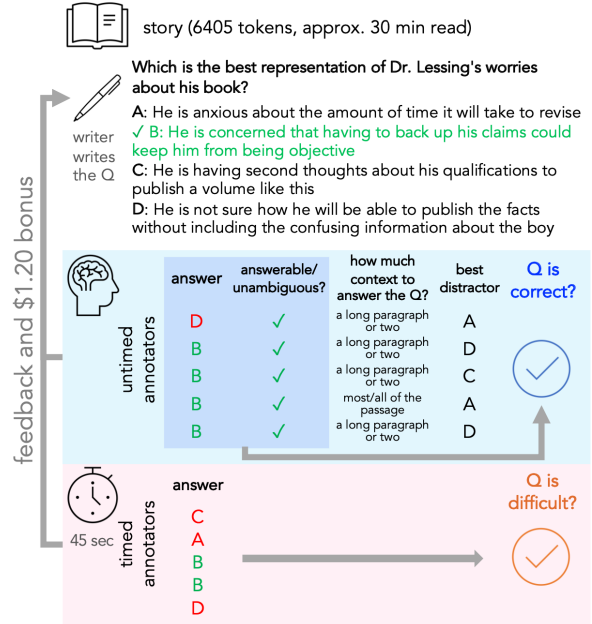 story (6405 tokens, approx. 30 min read)
Which is the best representation of Dr. Lessing's worries
about his book?
A: He is anxious about the amount of time it will take to revise
✓ B: He is concerned that having to back up his claims could
keep him from being objective
C: He is having second thoughts about his qualifications to
publish a volume like this
D: He is not sure how he will be able to publish the facts
without including the confusing information about the boy
writer
writes
the Q
feedback and $1.20 bonus
untimed
annotators
answer
answerable/
unambiguous?
how much
context to
answer the Q?
best
distractor
Q is
correct?
D ✓ a long paragraph
or two A
B ✓ a long paragraph
or two D
B ✓ a long paragraph
or two C
B ✓ most/all of the
passage A
B ✓ a long paragraph
or two D
45 sec
timed
annotators
answer
C
A
B
B
D
Q is
difficult?